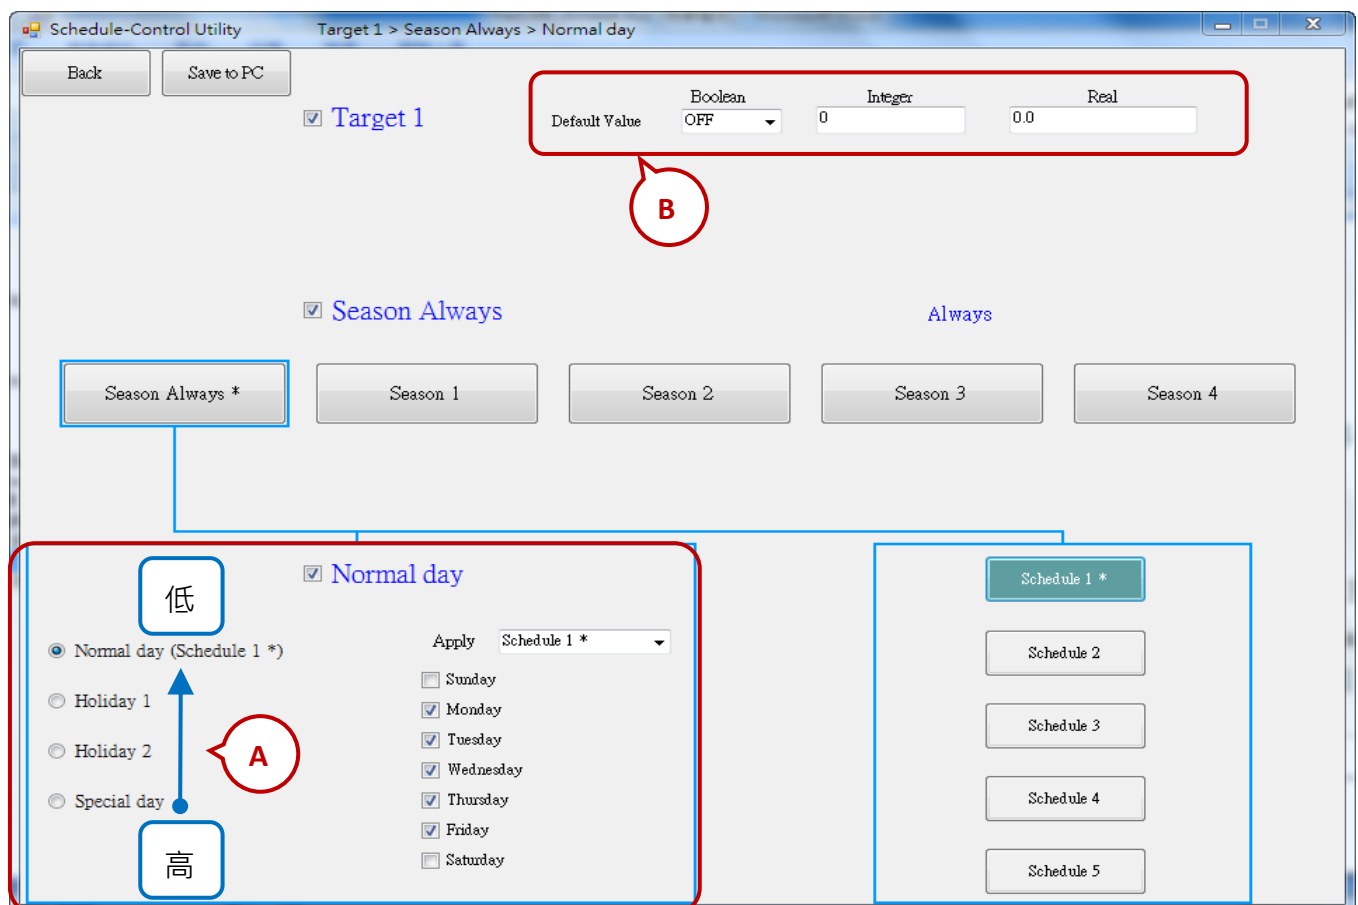 Schedule-Control Utility Target 1 > Season Always > Normal day
Back Save to PC
Target 1
Boolean Integer Real
Default Value OFF 0 0.0
B
Season Always Always
Season Always * Season 1 Season 2 Season 3 Season 4
低
Normal day
Normal day (Schedule 1 *)
Holiday 1
Holiday 2
Special day
A
高
Apply Schedule 1 *
Sunday
Monday
Tuesday
Wednesday
Thursday
Friday
Saturday
Schedule 1 *
Schedule 2
Schedule 3
Schedule 4
Schedule 5